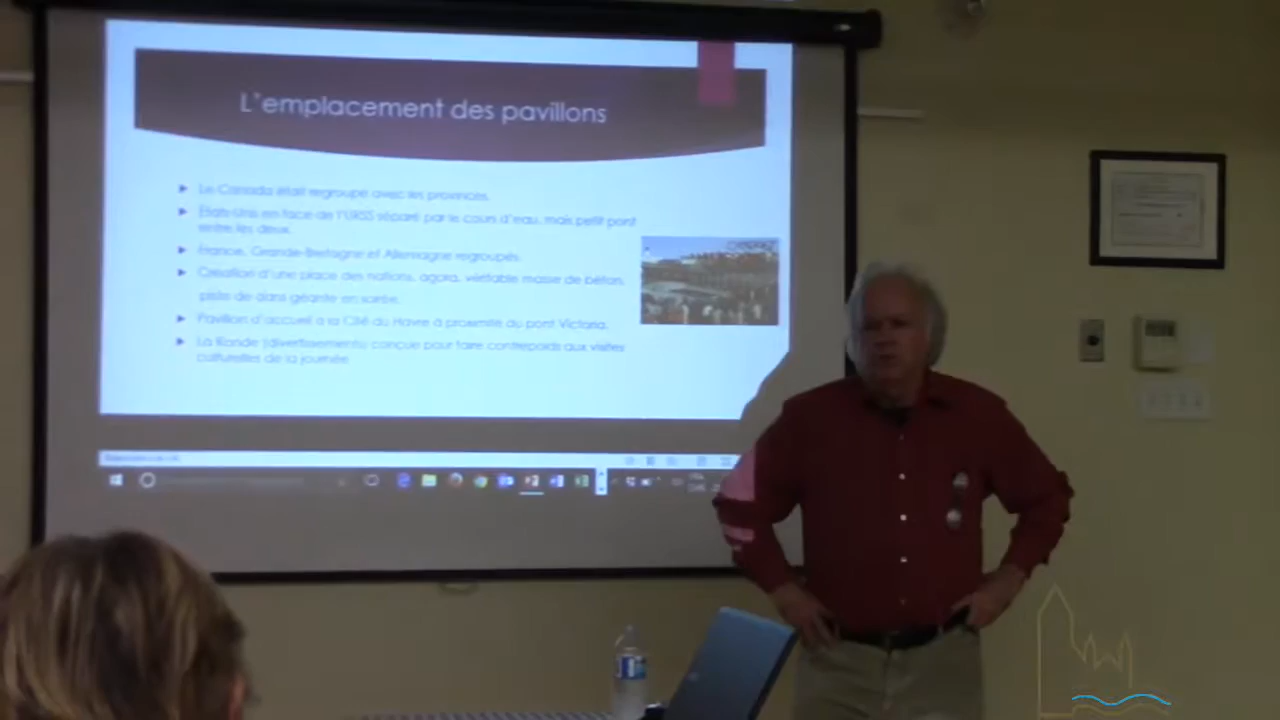 L'emplacement des pavillons
Le Canada était regroupé avec les provinces.
États-Unis en face de l'URSS séparé par le cours d'eau, mais petit pont
entre les deux.
France, Grande-Bretagne et Allemagne regroupés.
Création d'une place des nations, agora, véritable masse de béton,
piste de dans géante en soirée.
Pavillon d'accueil à la Cité du Havre à proximité du pont Victoria.
La Ronde (divertissement) conçue pour faire contrepoids aux visites
culturelles de la journée